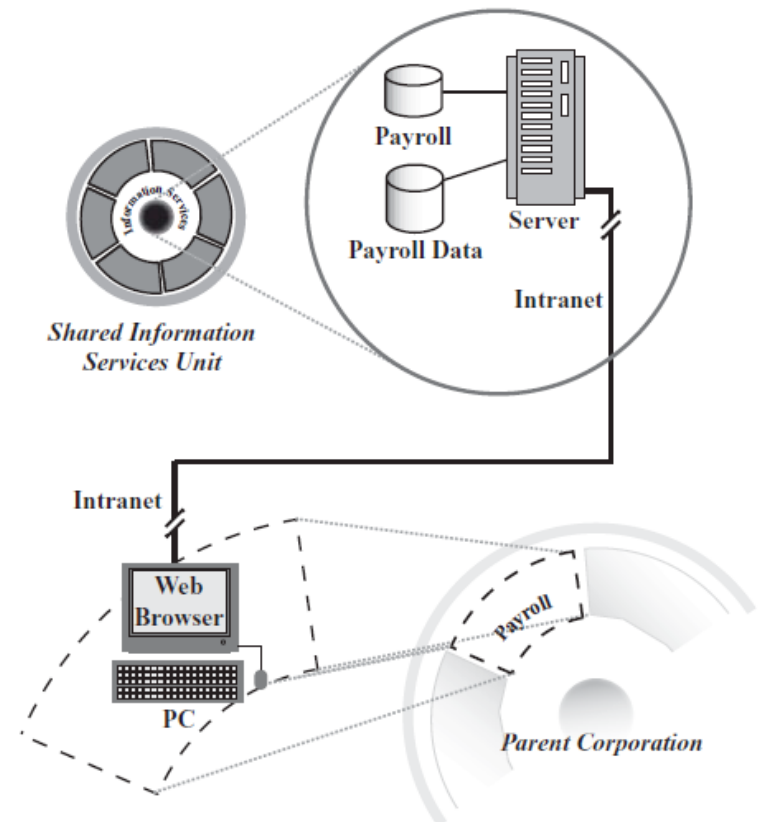 Payroll
Payroll Data
Server
Intranet
Information Services
Shared Information
Services Unit
Intranet
Web
Browser
PC
Payroll
Parent Corporation